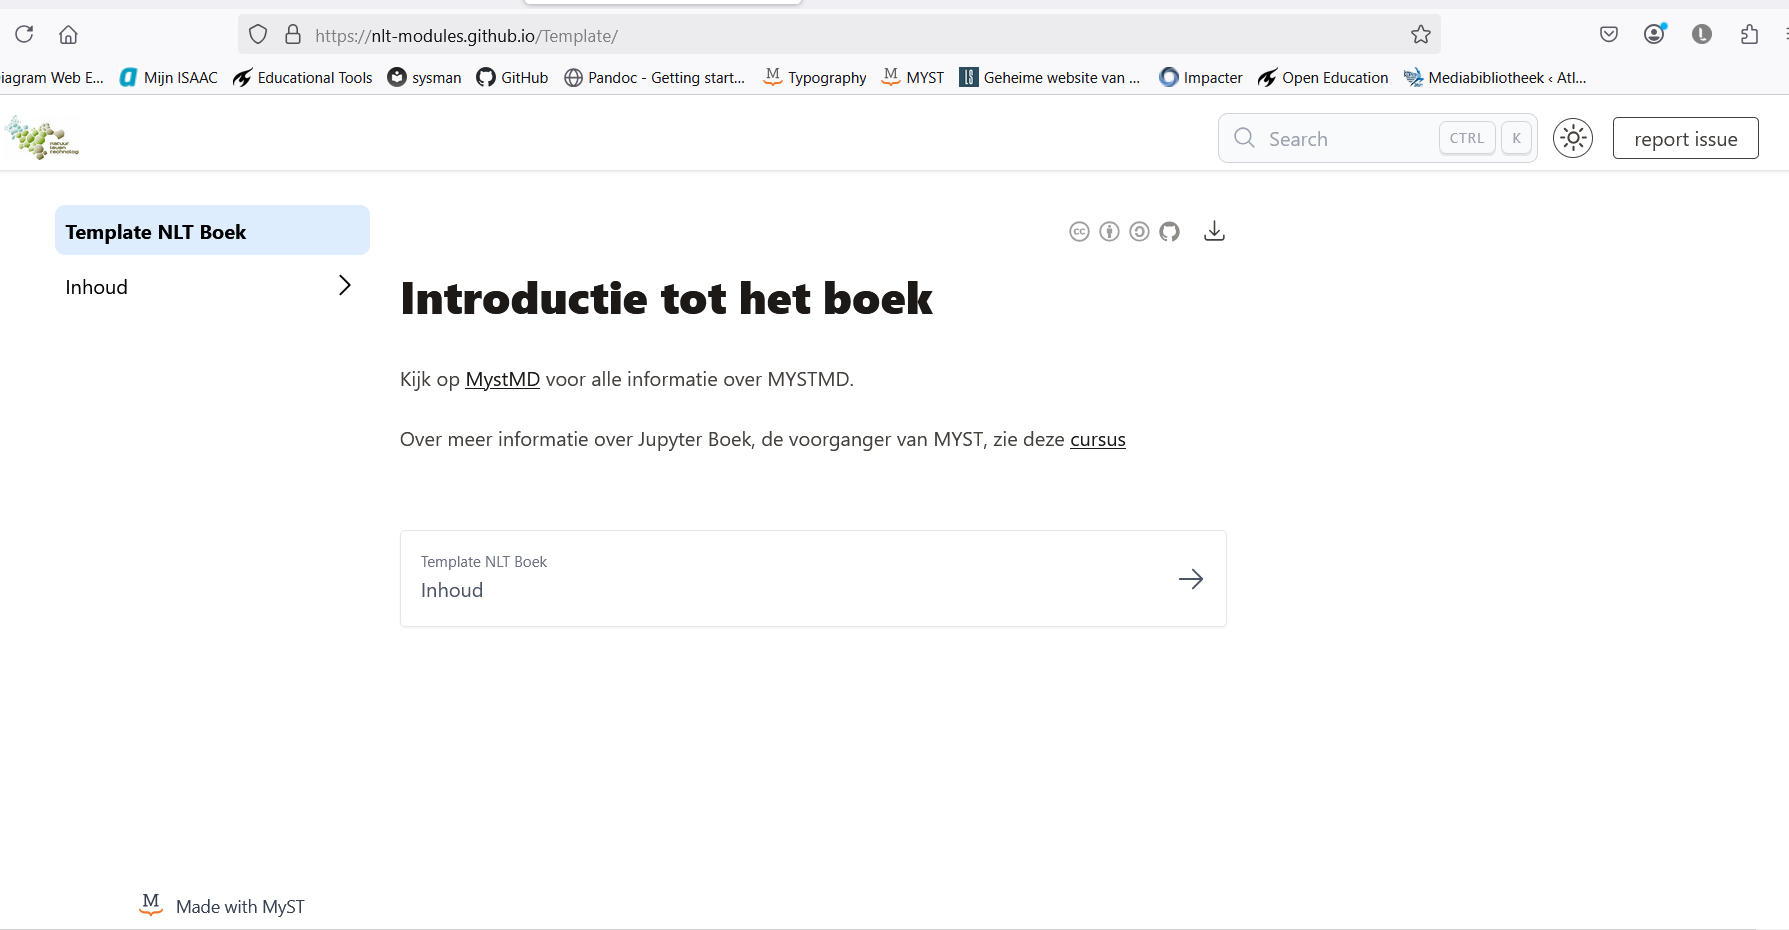 https://nlt-modules.github.io/Template/
iagram Web E... Mijn ISAAC Educational Tools sysman GitHub Pandoc - Getting start... Typography MYST Geheime website van ... Impacter Open Education Mediabibliotheek ‹ Atl...
natuur
leven
technologie
Search CTRL K report issue
Template NLT Boek
Inhoud
Introductie tot het boek
Kijk op MystMD voor alle informatie over MYSTMD.
Over meer informatie over Jupyter Boek, de voorganger van MYST, zie deze cursus
Template NLT Boek
Inhoud
Made with MyST